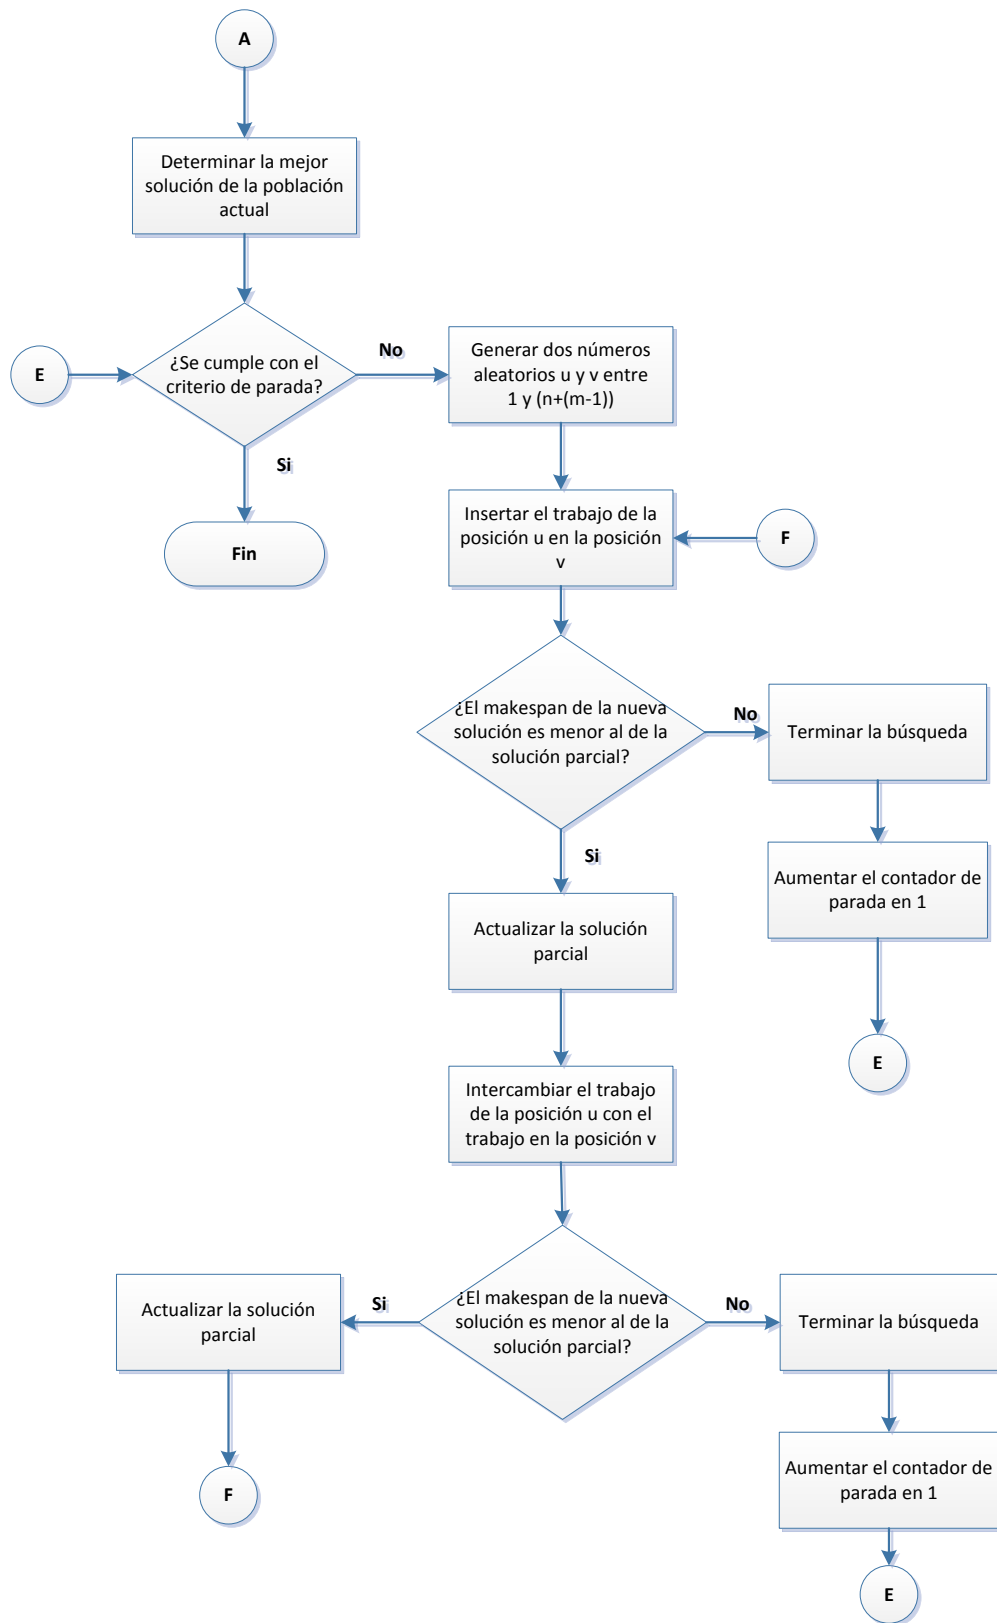 A
Determinar la mejor
solución de la población
actual
E
¿Se cumple con el
criterio de parada?
No
Generar dos números
aleatorios u y v entre
1 y (n+(m-1))
Si
Fin
Insertar el trabajo de la
posición u en la posición
v
F
¿El makespan de la nueva
solución es menor al de la
solución parcial?
No
Terminar la búsqueda
Si
Aumentar el contador de
parada en 1
Actualizar la solución
parcial
E
Intercambiar el trabajo
de la posición u con el
trabajo en la posición v
Actualizar la solución
parcial
Si
¿El makespan de la nueva
solución es menor al de la
solución parcial?
No
Terminar la búsqueda
F
Aumentar el contador de
parada en 1
E